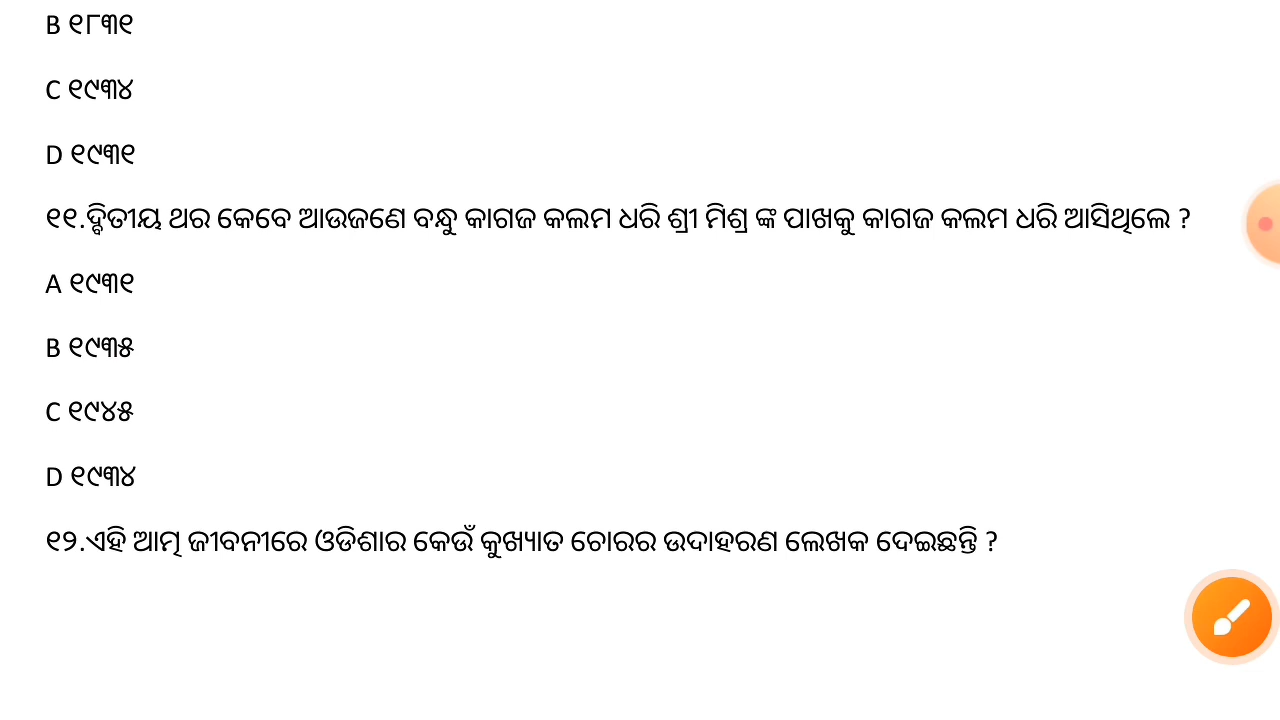 B ୧୮୩୧
C ୧୯୩୪
D ୧୯୩୧
୧୧.ଦ୍ବିତୀୟ ଥର କେବେ ଆଉଜଣେ ବନ୍ଧୁ କାଗଜ କଲମ ଧରି ଶ୍ରୀ ମିଶ୍ର ଙ୍କ ପାଖକୁ କାଗଜ କଲମ ଧରି ଆସିଥିଲେ ?
A ୧୯୩୧
B ୧୯୩୫
C ୧୯୪୫
D ୧୯୩୪
୧୨.ଏହି ଆତ୍ମ ଜୀବନୀରେ ଓଡିଶାର କେଉଁ କୁଖ୍ୟାତ ଚୋରର ଉଦାହରଣ ଲେଖକ ଦେଇଛନ୍ତି ?